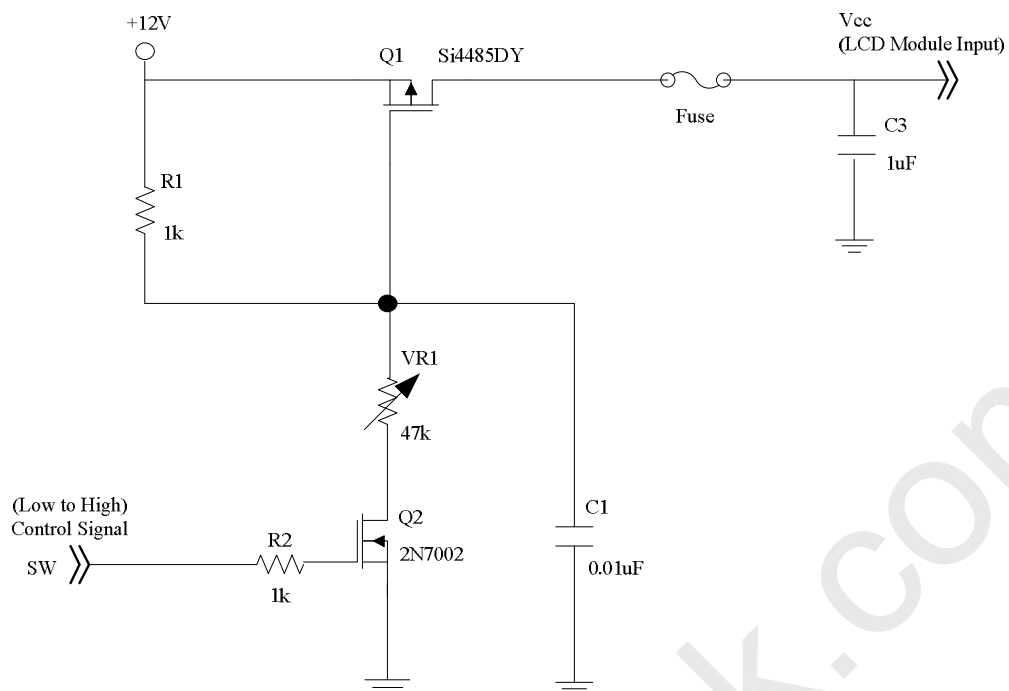 +12V
Q1
Si4485DY
Vcc
(LCD Module Input)
Fuse
C3
1uF
R1
1k
VR1
47k
(Low to High)
Control Signal
SW
R2
1k
Q2
2N7002
C1
0.01uF